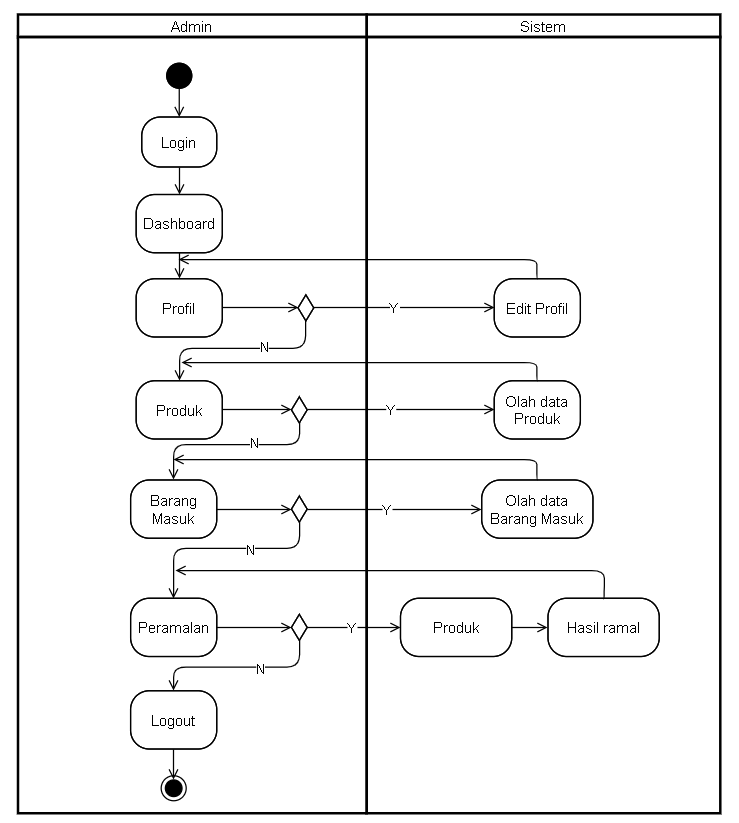 Admin
Sistem
Login
Dashboard
Profil
Y
Edit Profil
N
Produk
Y
Olah data
Produk
N
Barang
Masuk
Y
Olah data
Barang Masuk
N
Peramalan
Y
Produk
Hasil ramal
N
Logout